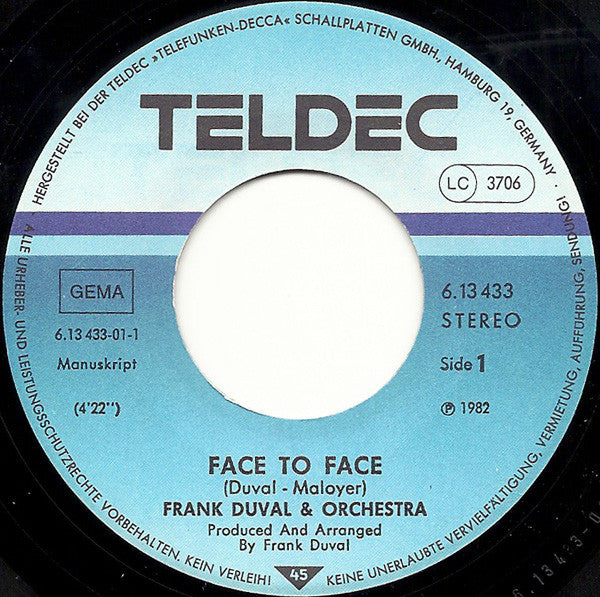 HERGESTELLT BEI DER TELDEC »TELEFUNKEN-DECCA« SCHALLPLATTEN GMBH, HAMBURG 19, GERMANY ·
TELDEC
LC 3706
GEMA
6.13 433-01-1
Manuskript
(4'22'')
6.13 433
STEREO
Side 1
℗ 1982
FACE TO FACE
(Duval - Maloyer)
FRANK DUVAL & ORCHESTRA
Produced And Arranged
By Frank Duval
· ALLE URHEBER- UND LEISTUNGSSCHUTZRECHTE VORBEHALTEN. KEIN VERLEIH! KEINE UNERLAUBTE VERVIELFÄLTIGUNG, VERMIETUNG, AUFFÜHRUNG, SENDUNG! ·
45